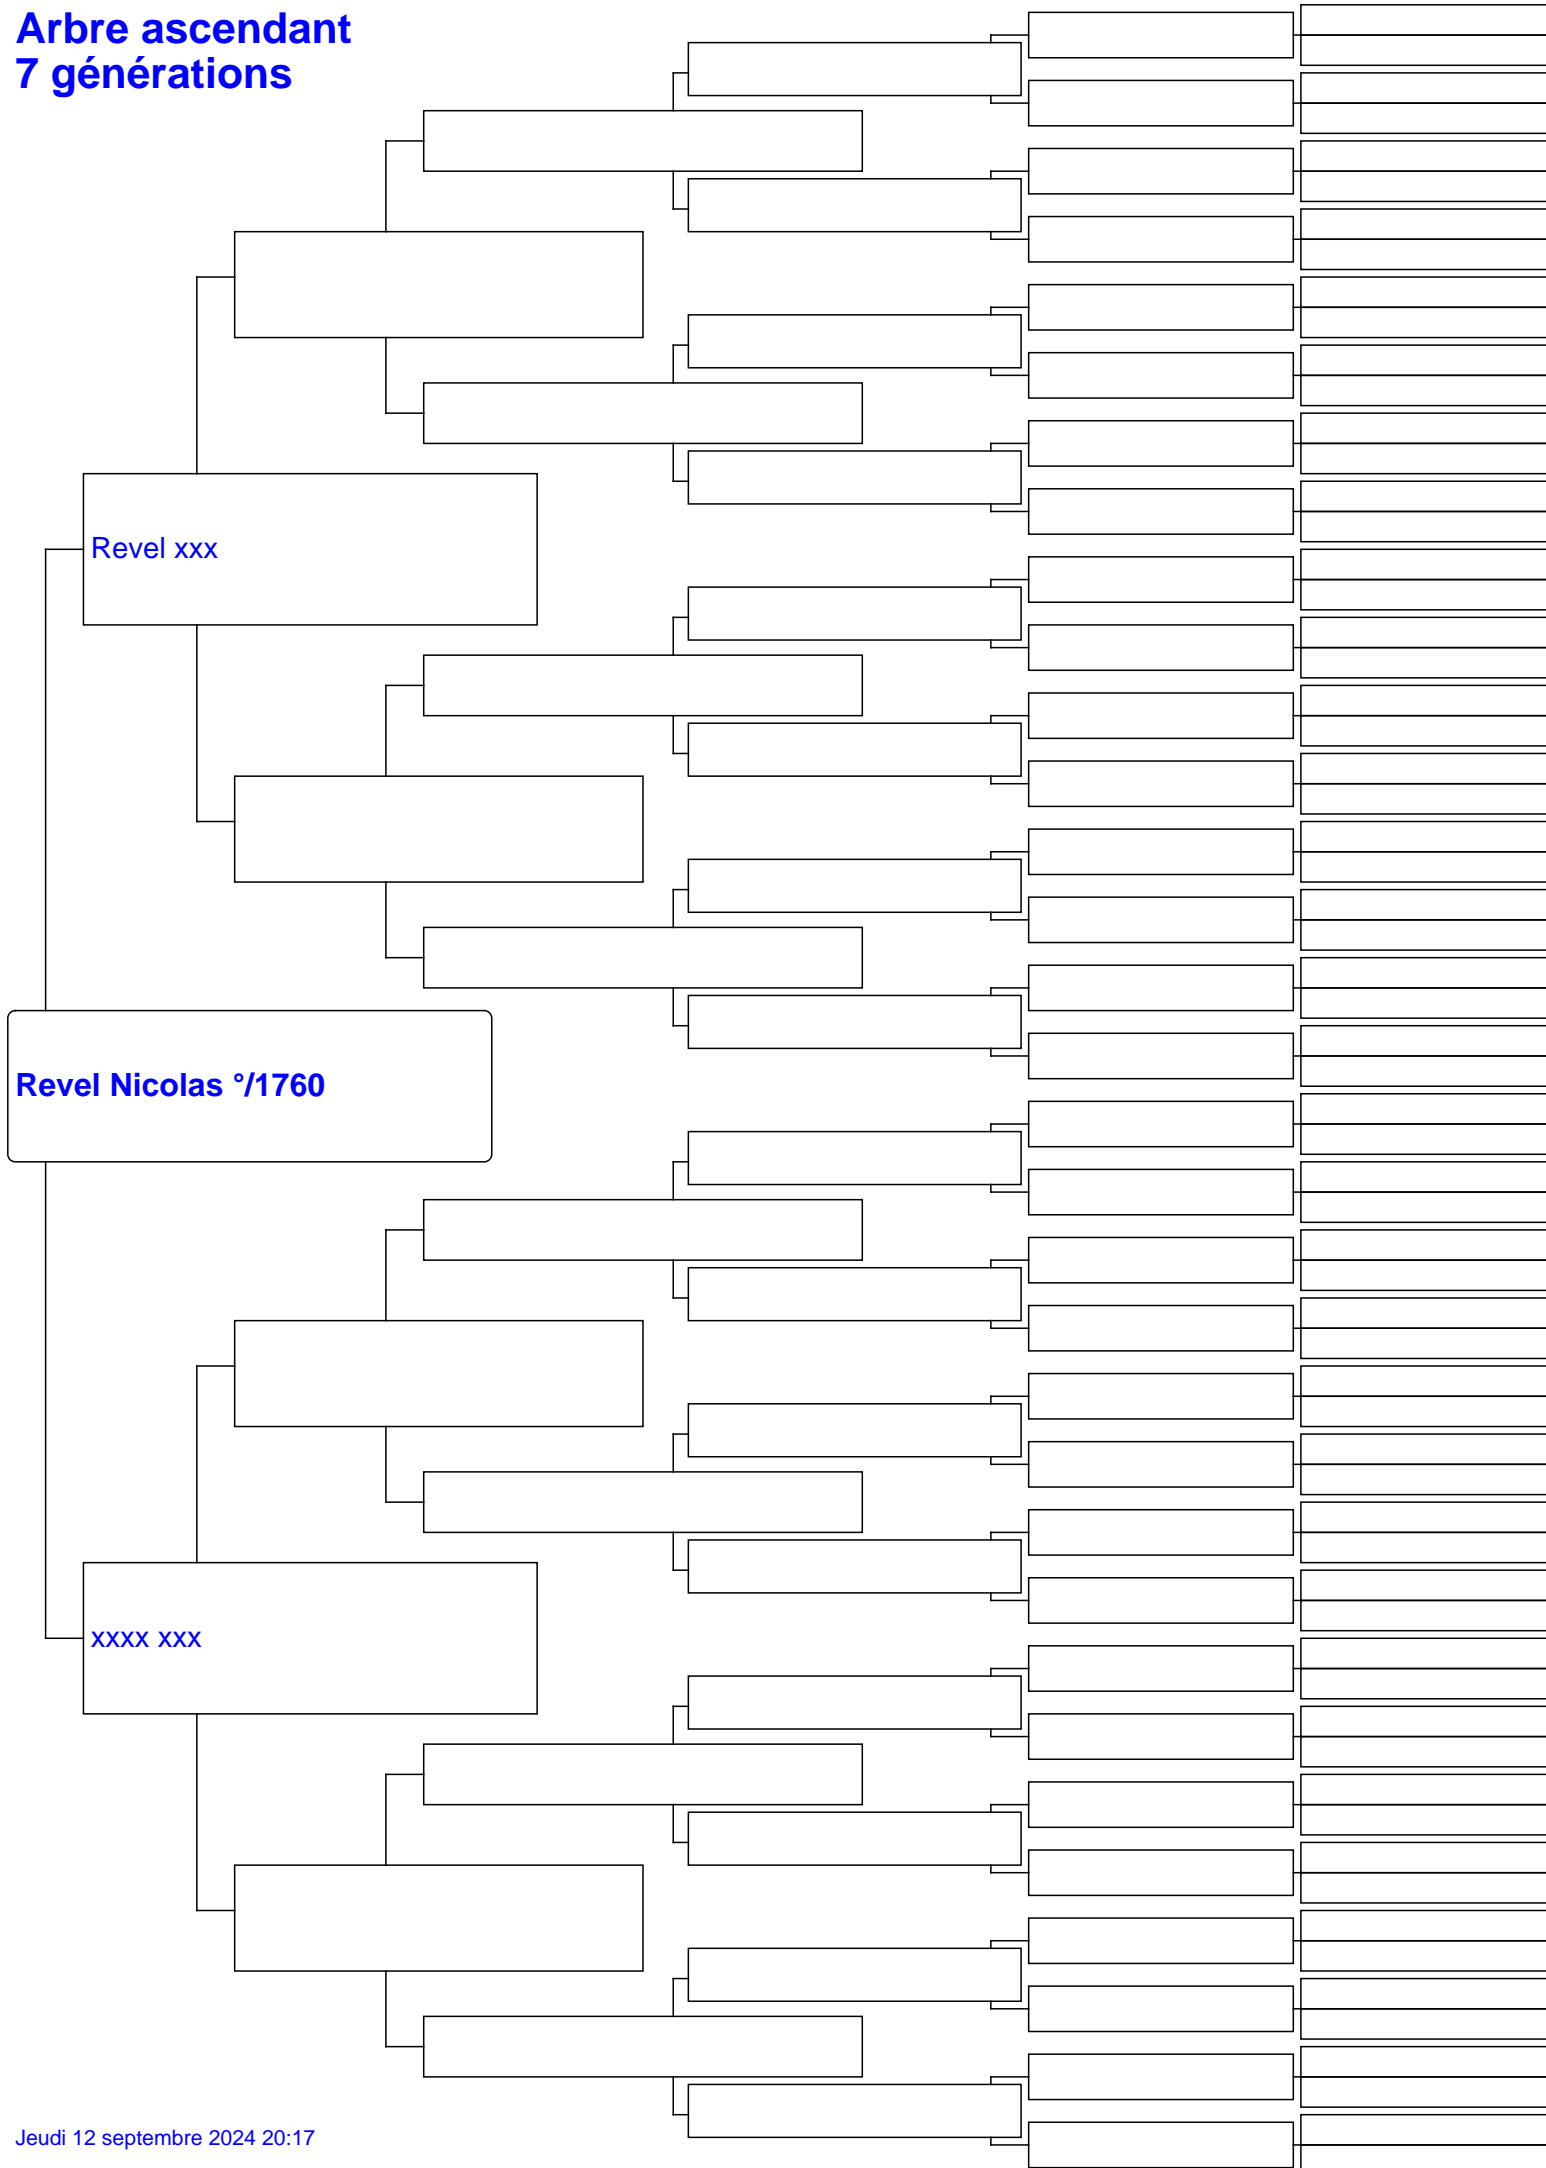 Arbre ascendant
7 générations
Revel xxx
Revel Nicolas °/1760
xxxx xxx
Jeudi 12 septembre 2024 20:17